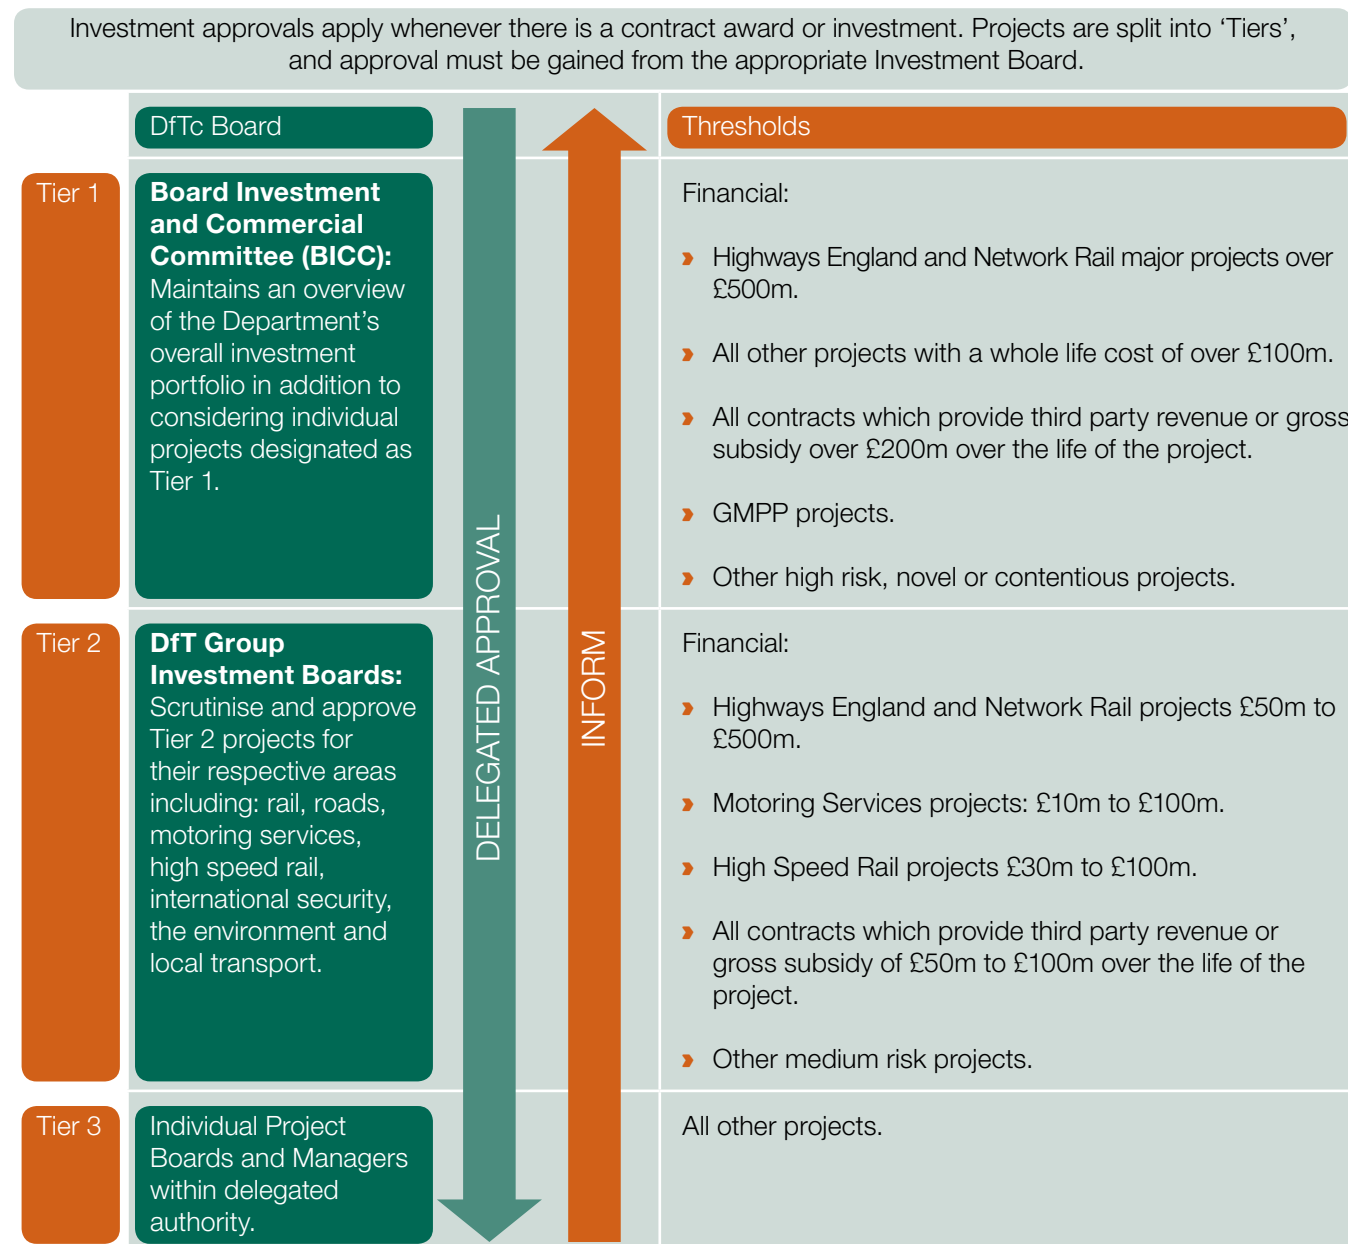 Investment approvals apply whenever there is a contract award or investment. Projects are split into ‘Tiers’,
and approval must be gained from the appropriate Investment Board.
DfTc Board
Thresholds
Tier 1
Board Investment
and Commercial
Committee (BICC):
Maintains an overview
of the Department’s
overall investment
portfolio in addition to
considering individual
projects designated as
Tier 1.
Financial:
Highways England and Network Rail major projects over
£500m.
All other projects with a whole life cost of over £100m.
All contracts which provide third party revenue or gross
subsidy over £200m over the life of the project.
GMPP projects.
Other high risk, novel or contentious projects.
DELEGATED APPROVAL
INFORM
Tier 2
DfT Group
Investment Boards:
Scrutinise and approve
Tier 2 projects for
their respective areas
including: rail, roads,
motoring services,
high speed rail,
international security,
the environment and
local transport.
Financial:
Highways England and Network Rail projects £50m to
£500m.
Motoring Services projects: £10m to £100m.
High Speed Rail projects £30m to £100m.
All contracts which provide third party revenue or
gross subsidy of £50m to £100m over the life of the
project.
Other medium risk projects.
Tier 3
Individual Project
Boards and Managers
within delegated
authority.
All other projects.